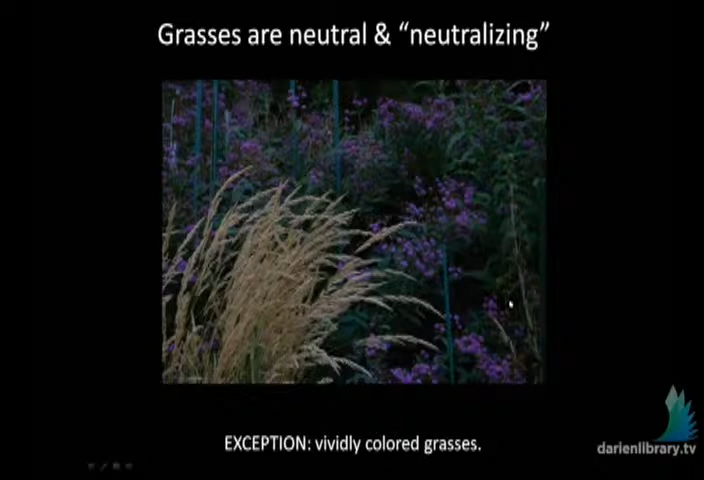 Grasses are neutral & “neutralizing”
EXCEPTION: vividly colored grasses.
darienlibrary.tv